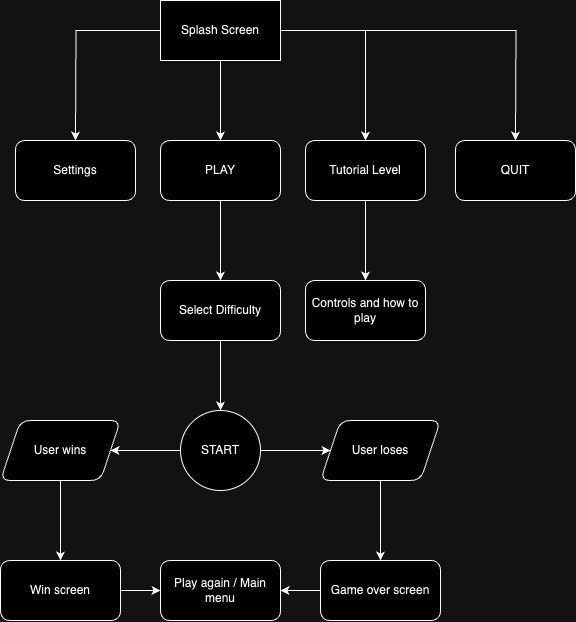 Splash Screen
Settings
PLAY
Tutorial Level
QUIT
Select Difficulty
Controls and how to
play
User wins
START
User loses
Win screen
Play again / Main
menu
Game over screen